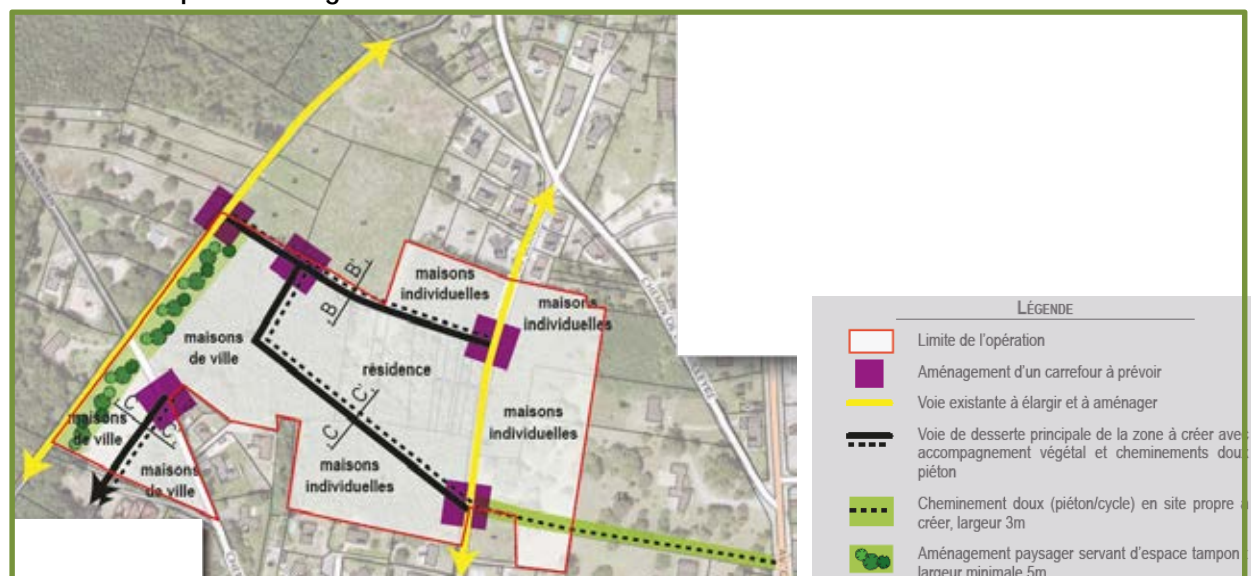 maisons
individuelles
maisons
individuelles
B'
B
maisons
de ville
résidence
C'
C
maisons
individuelles
maisons
individuelles
C
C'
maisons
de ville
maisons
de ville
LÉGENDE
Limite de l'opération
Aménagement d'un carrefour à prévoir
Voie existante à élargir et à aménager
Voie de desserte principale de la zone à créer avec
accompagnement végétal et cheminements doux
piéton
Cheminement doux (piéton/cycle) en site propre à
créer, largeur 3m
Aménagement paysager servant d'espace tampon
largeur minimale 5m